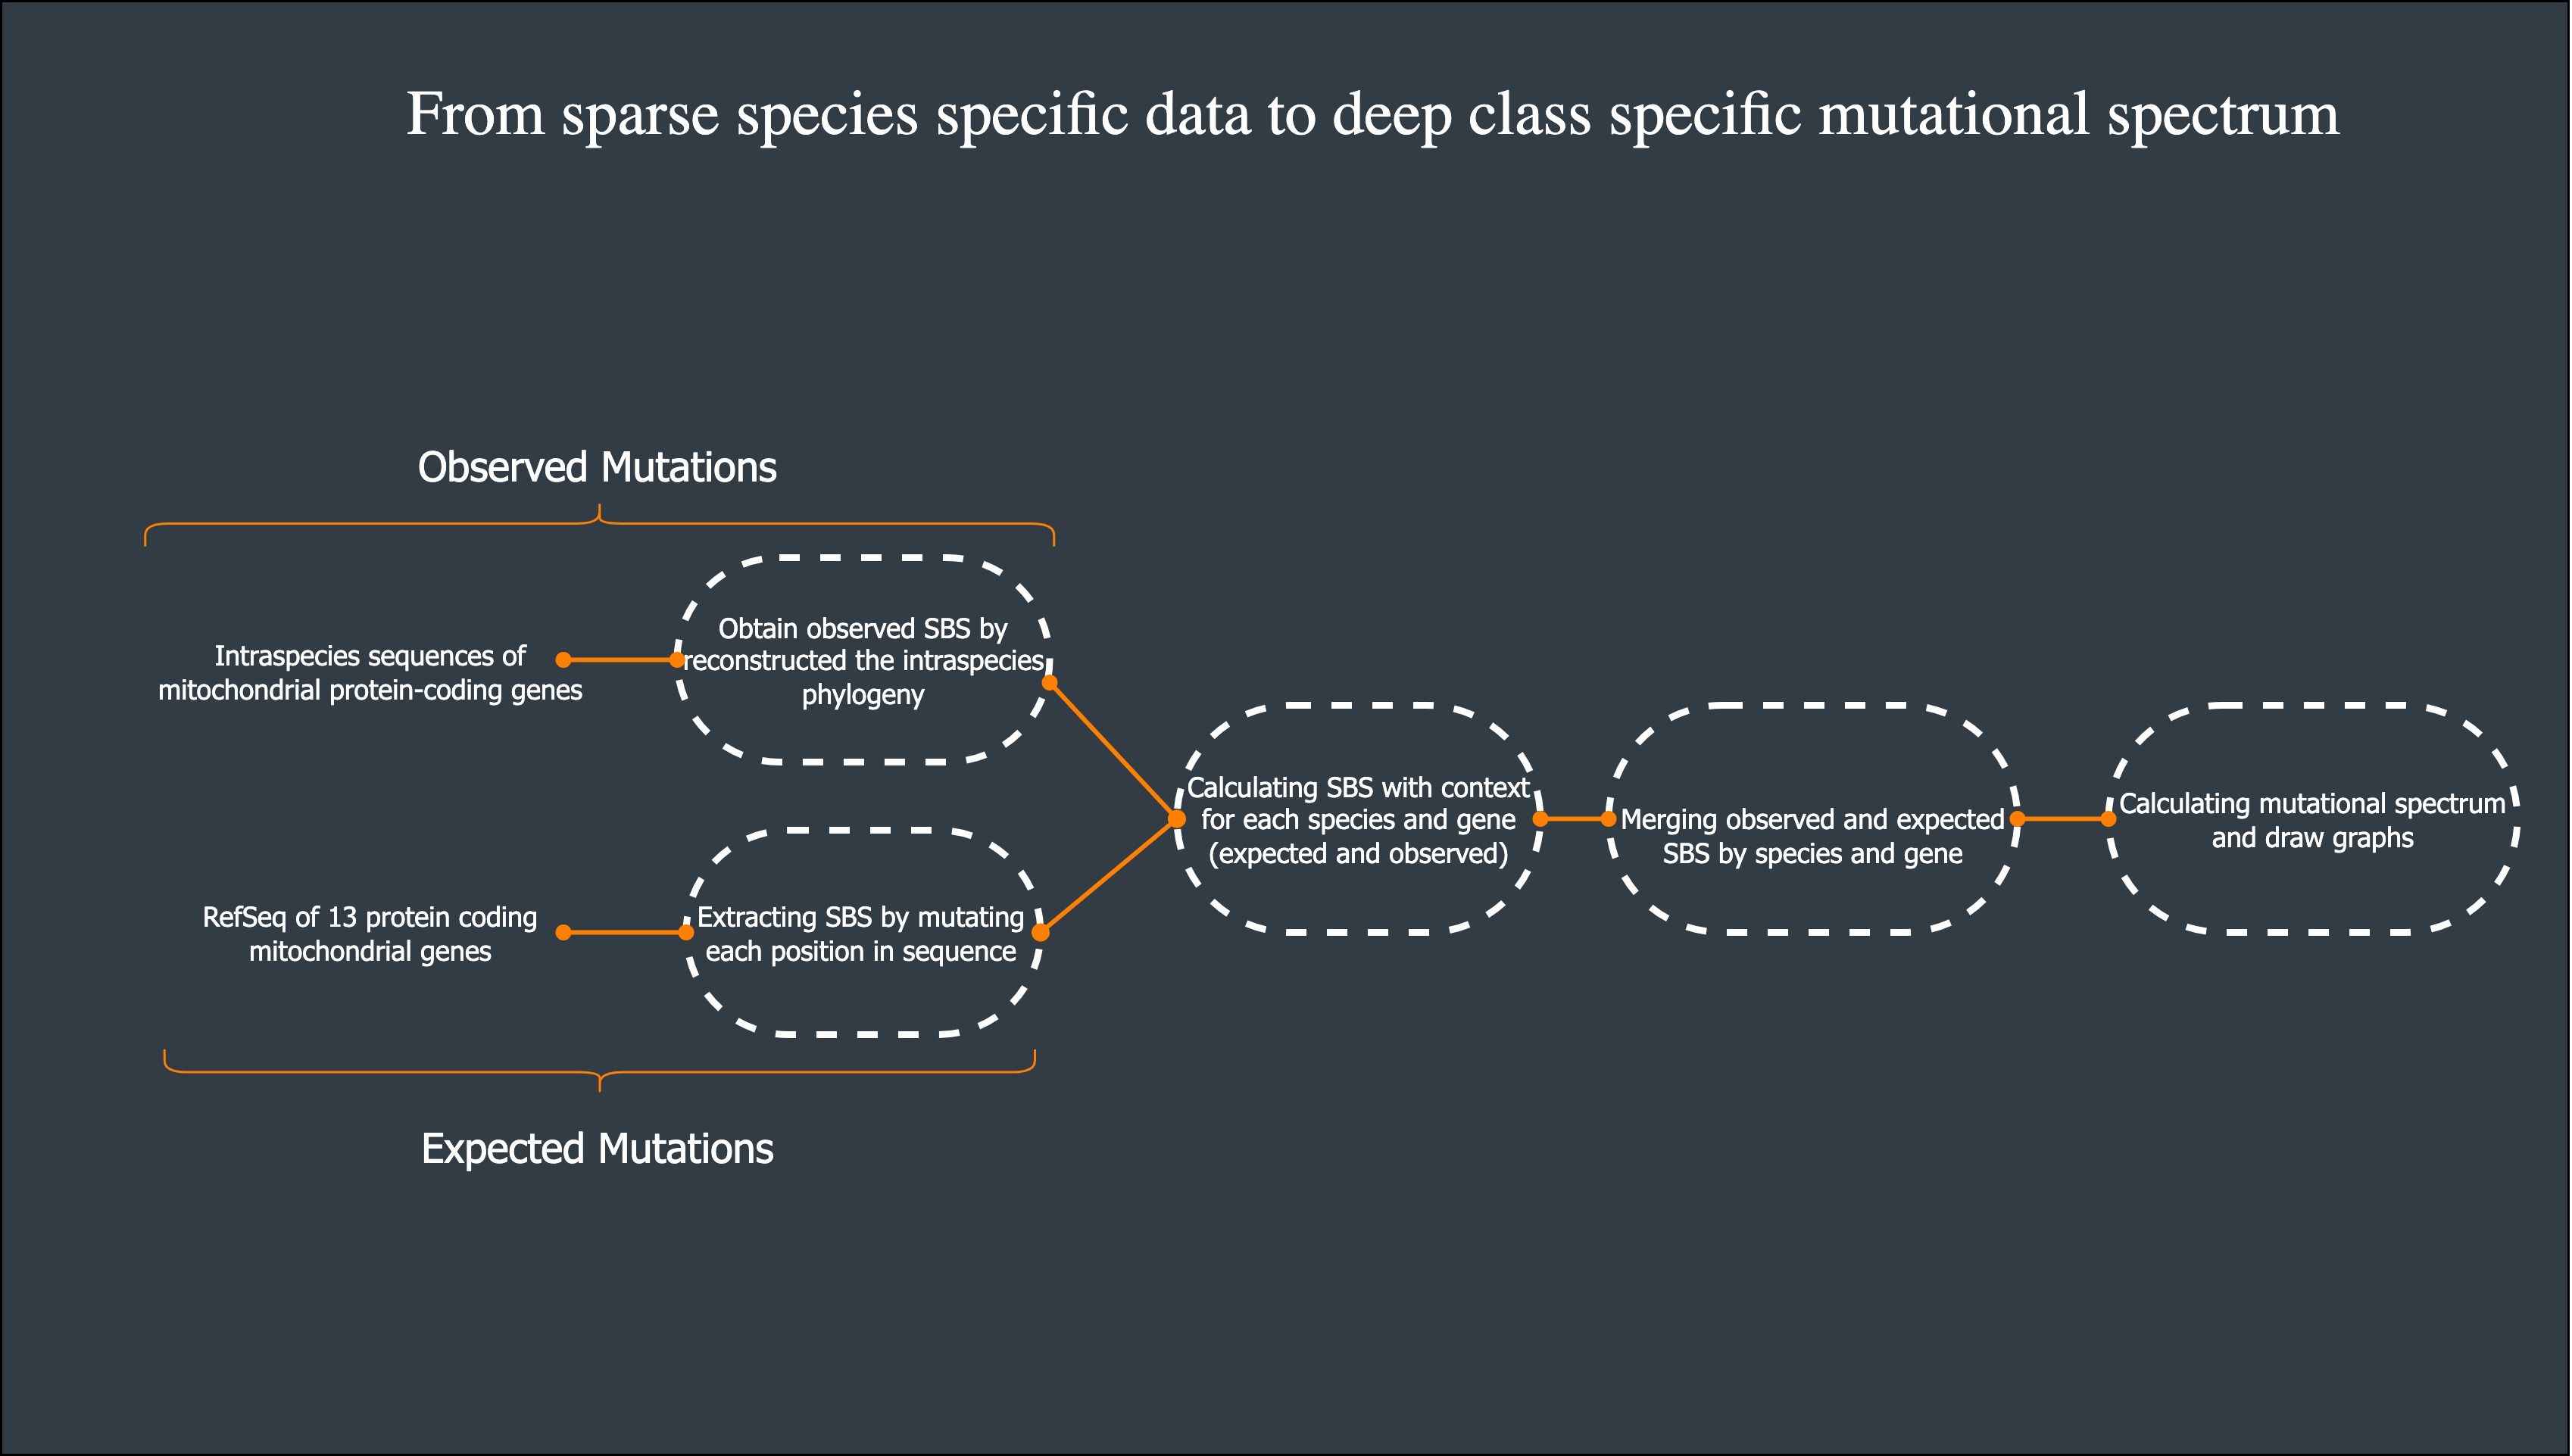 From sparse species specific data to deep class specific mutational spectrum
Observed Mutations
Intraspecies sequences of
mitochondrial protein-coding genes
Obtain observed SBS by
reconstructed the intraspecies
phylogeny
RefSeq of 13 protein coding
mitochondrial genes
Extracting SBS by mutating
each position in sequence
Expected Mutations
Calculating SBS with context
for each species and gene
(expected and observed)
Merging observed and expected
SBS by species and gene
Calculating mutational spectrum
and draw graphs